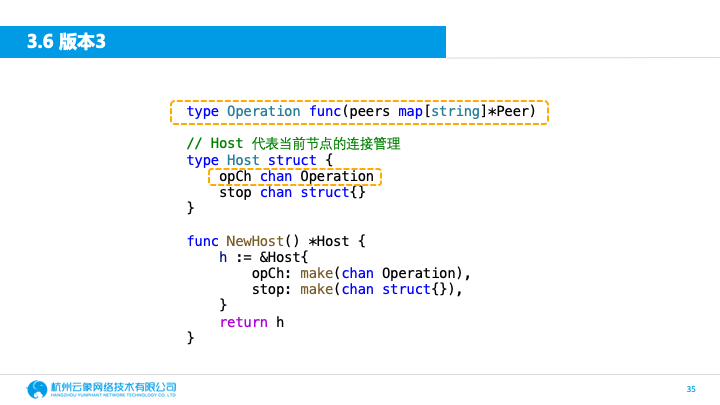 3.6 版本3
type Operation func(peers map[string]*Peer)
// Host 代表当前节点的连接管理
type Host struct {
    opCh chan Operation
    stop chan struct{}
}
func NewHost() *Host {
    h := &Host{
        opCh: make(chan Operation),
        stop: make(chan struct{}),
    }
    return h
}
杭州云象网络技术有限公司
HANGZHOU YUNPHANT NETWORK TECHNOLOGY CO. LTD
35